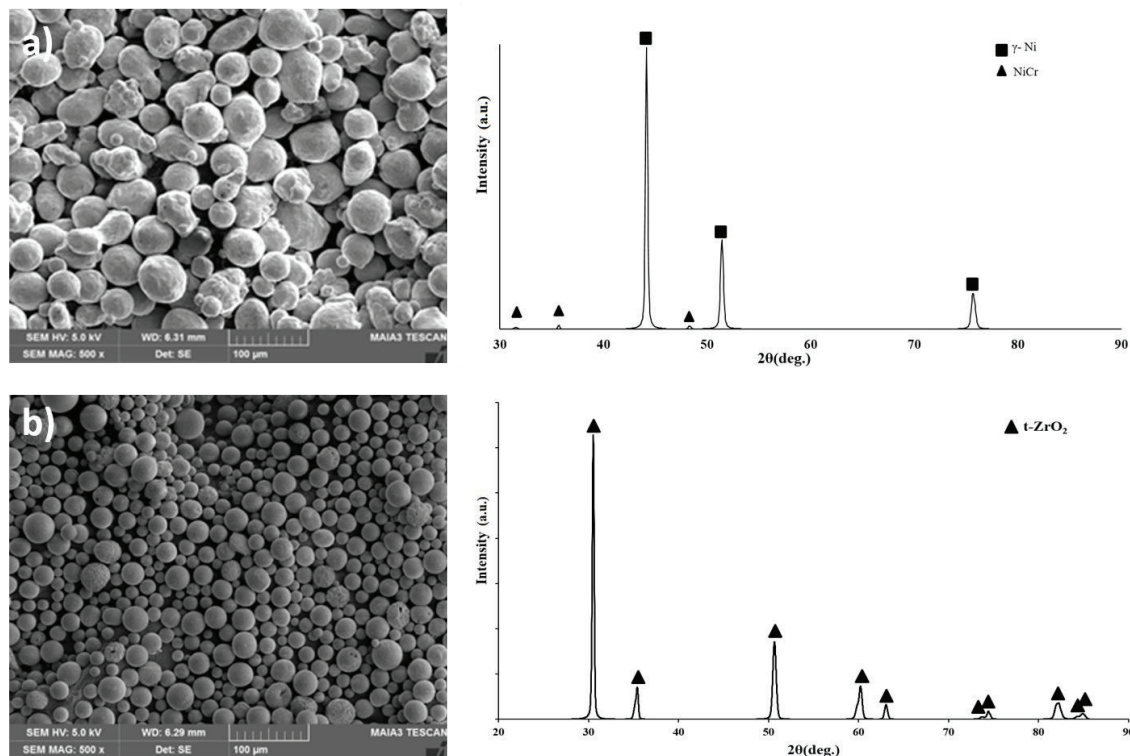 a)
SEM HV: 5.0 kV WD: 6.31 mm MAIA3 TESCAN
SEM MAG: 500 x Det: SE 100 µm
Intensity (a.u.)
γ- Ni
NiCr
30 40 50 60 70 80 90
2θ(deg.)
b)
SEM HV: 5.0 kV WD: 6.29 mm MAIA3 TESCAN
SEM MAG: 500 x Det: SE 100 µm
Intensity (a.u.)
t-ZrO₂
20 30 40 50 60 70 80 90
2θ(deg.)